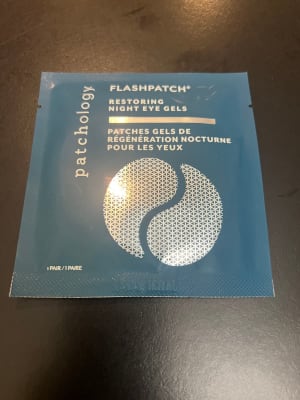 patchology
FLASHPATCH®
RESTORING
NIGHT EYE GELS
PATCHES GELS DE
RÉGÉNÉRATION NOCTURNE
POUR LES YEUX
1 PAIR / 1 PAIRE